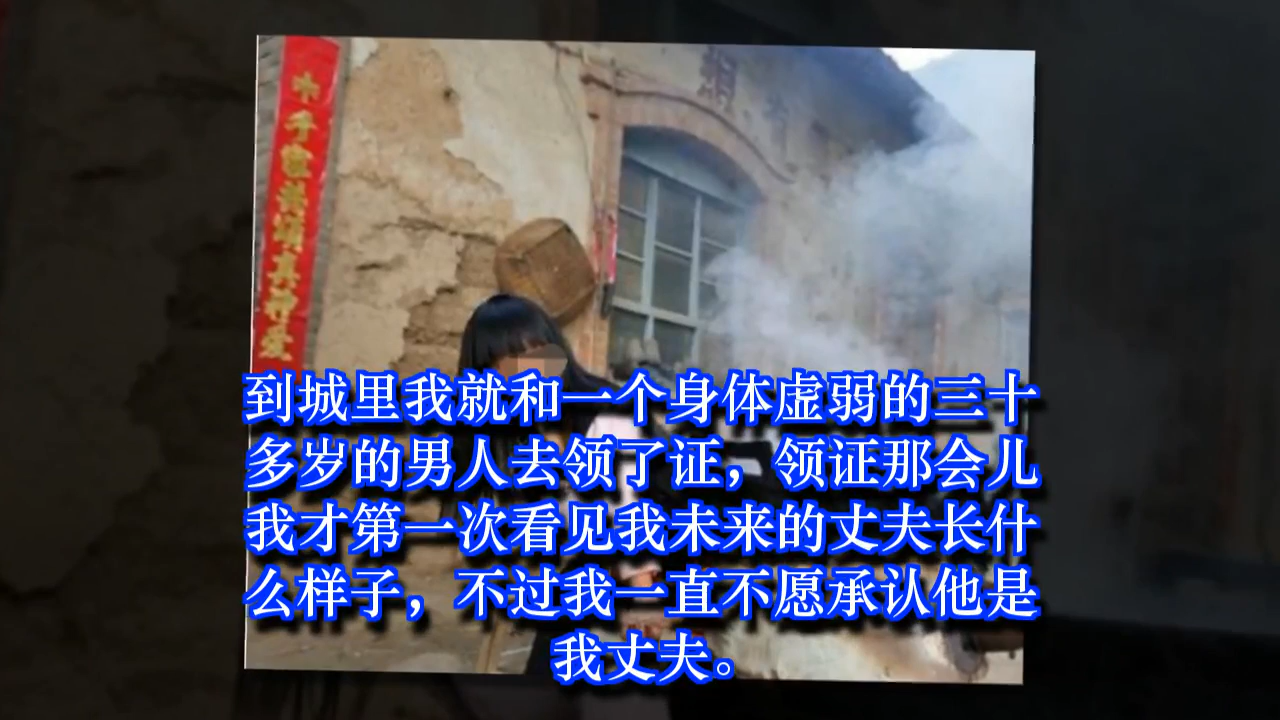 到城里我就和一个身体虚弱的三十
多岁的男人去领了证，领证那会儿
我才第一次看见我未来的丈夫长什
么样子，不过我一直不愿承认他是
我丈夫。